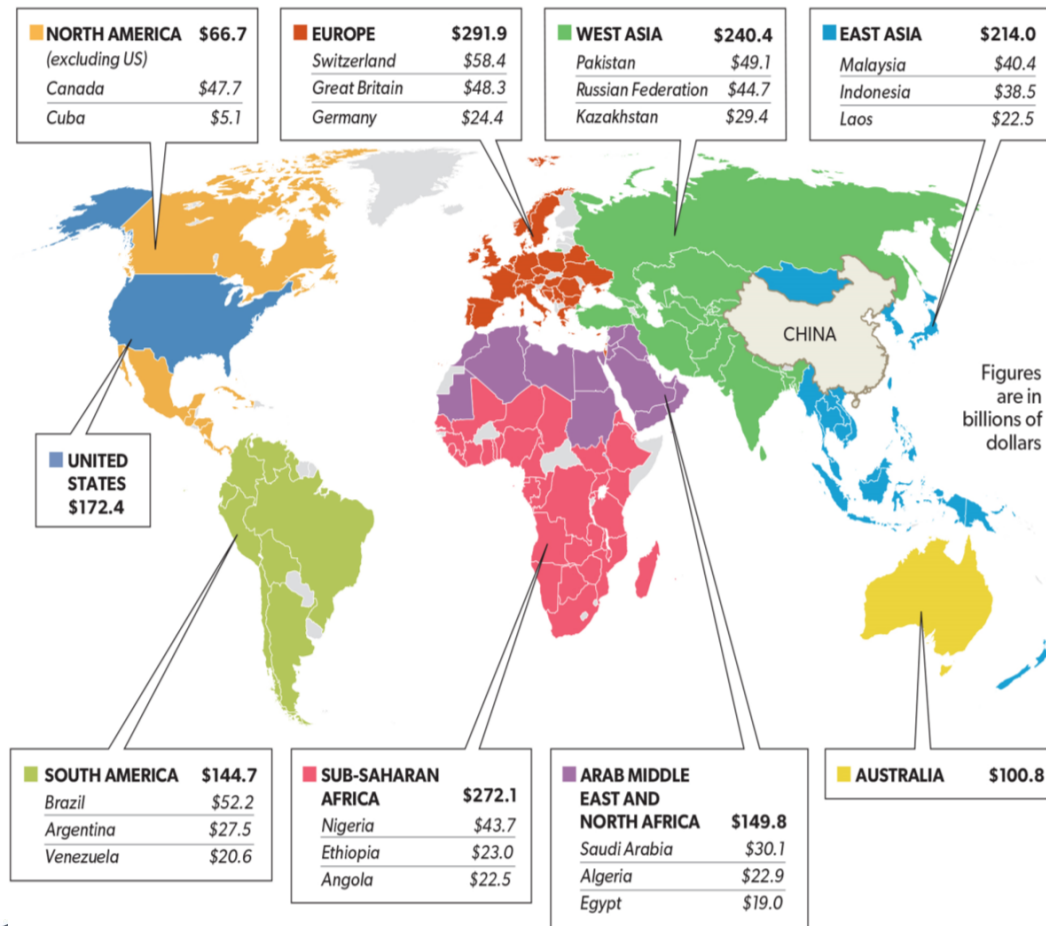 NORTH AMERICA $66.7
(excluding US)
Canada $47.7
Cuba $5.1
EUROPE $291.9
Switzerland $58.4
Great Britain $48.3
Germany $24.4
WEST ASIA $240.4
Pakistan $49.1
Russian Federation $44.7
Kazakhstan $29.4
EAST ASIA $214.0
Malaysia $40.4
Indonesia $38.5
Laos $22.5
CHINA
Figures
are in
billions of
dollars
UNITED
STATES
$172.4
SOUTH AMERICA $144.7
Brazil $52.2
Argentina $27.5
Venezuela $20.6
SUB-SAHARAN
AFRICA $272.1
Nigeria $43.7
Ethiopia $23.0
Angola $22.5
ARAB MIDDLE
EAST AND
NORTH AFRICA $149.8
Saudi Arabia $30.1
Algeria $22.9
Egypt $19.0
AUSTRALIA $100.8